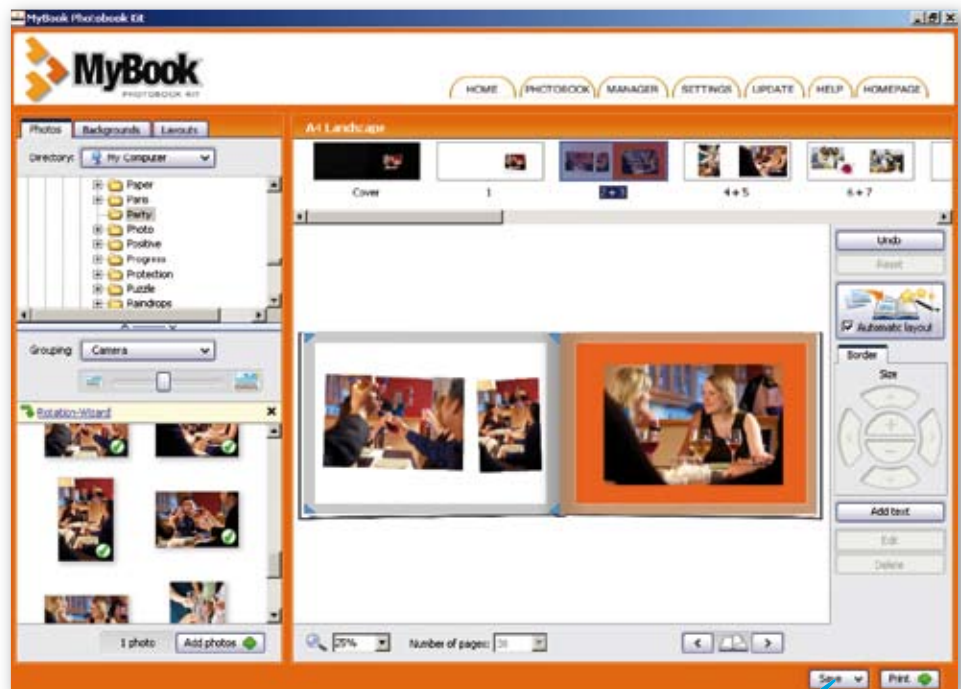 MyBook Photobook Kit
MyBook
PHOTOBOOK KIT
HOME PHOTOBOOK MANAGER SETTINGS UPDATE HELP HOMEPAGE
Photos Backgrounds Layouts
A4 Landscape
Directory: My Computer
Paper
Paris
Party
Photo
Positive
Progress
Protection
Puzzle
Raindrops
Cover 1 2 + 3 4 + 5 6 + 7
Undo
Reset
Automatic layout
Grouping: Camera
Border
Size
Rotation-Wizard
Add text
Edit
Delete
1 photo Add photos
25% Number of pages:
Save Print